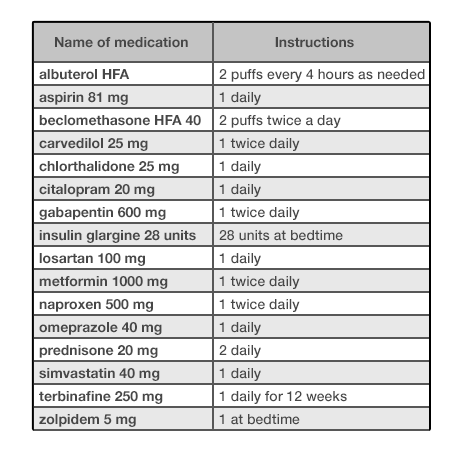 Name of medication Instructions
albuterol HFA 2 puffs every 4 hours as needed
aspirin 81 mg 1 daily
beclomethasone HFA 40 2 puffs twice a day
carvedilol 25 mg 1 twice daily
chlorthalidone 25 mg 1 daily
citalopram 20 mg 1 daily
gabapentin 600 mg 1 twice daily
insulin glargine 28 units 28 units at bedtime
losartan 100 mg 1 daily
metformin 1000 mg 1 twice daily
naproxen 500 mg 1 twice daily
omeprazole 40 mg 1 daily
prednisone 20 mg 2 daily
simvastatin 40 mg 1 daily
terbinafine 250 mg 1 daily for 12 weeks
zolpidem 5 mg 1 at bedtime